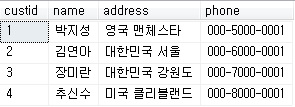 custid name address phone
1 박지성 영국 맨체스타 000-5000-0001
2 김연아 대한민국 서울 000-6000-0001
3 장미란 대한민국 강원도 000-7000-0001
4 추신수 미국 클리블랜드 000-8000-0001